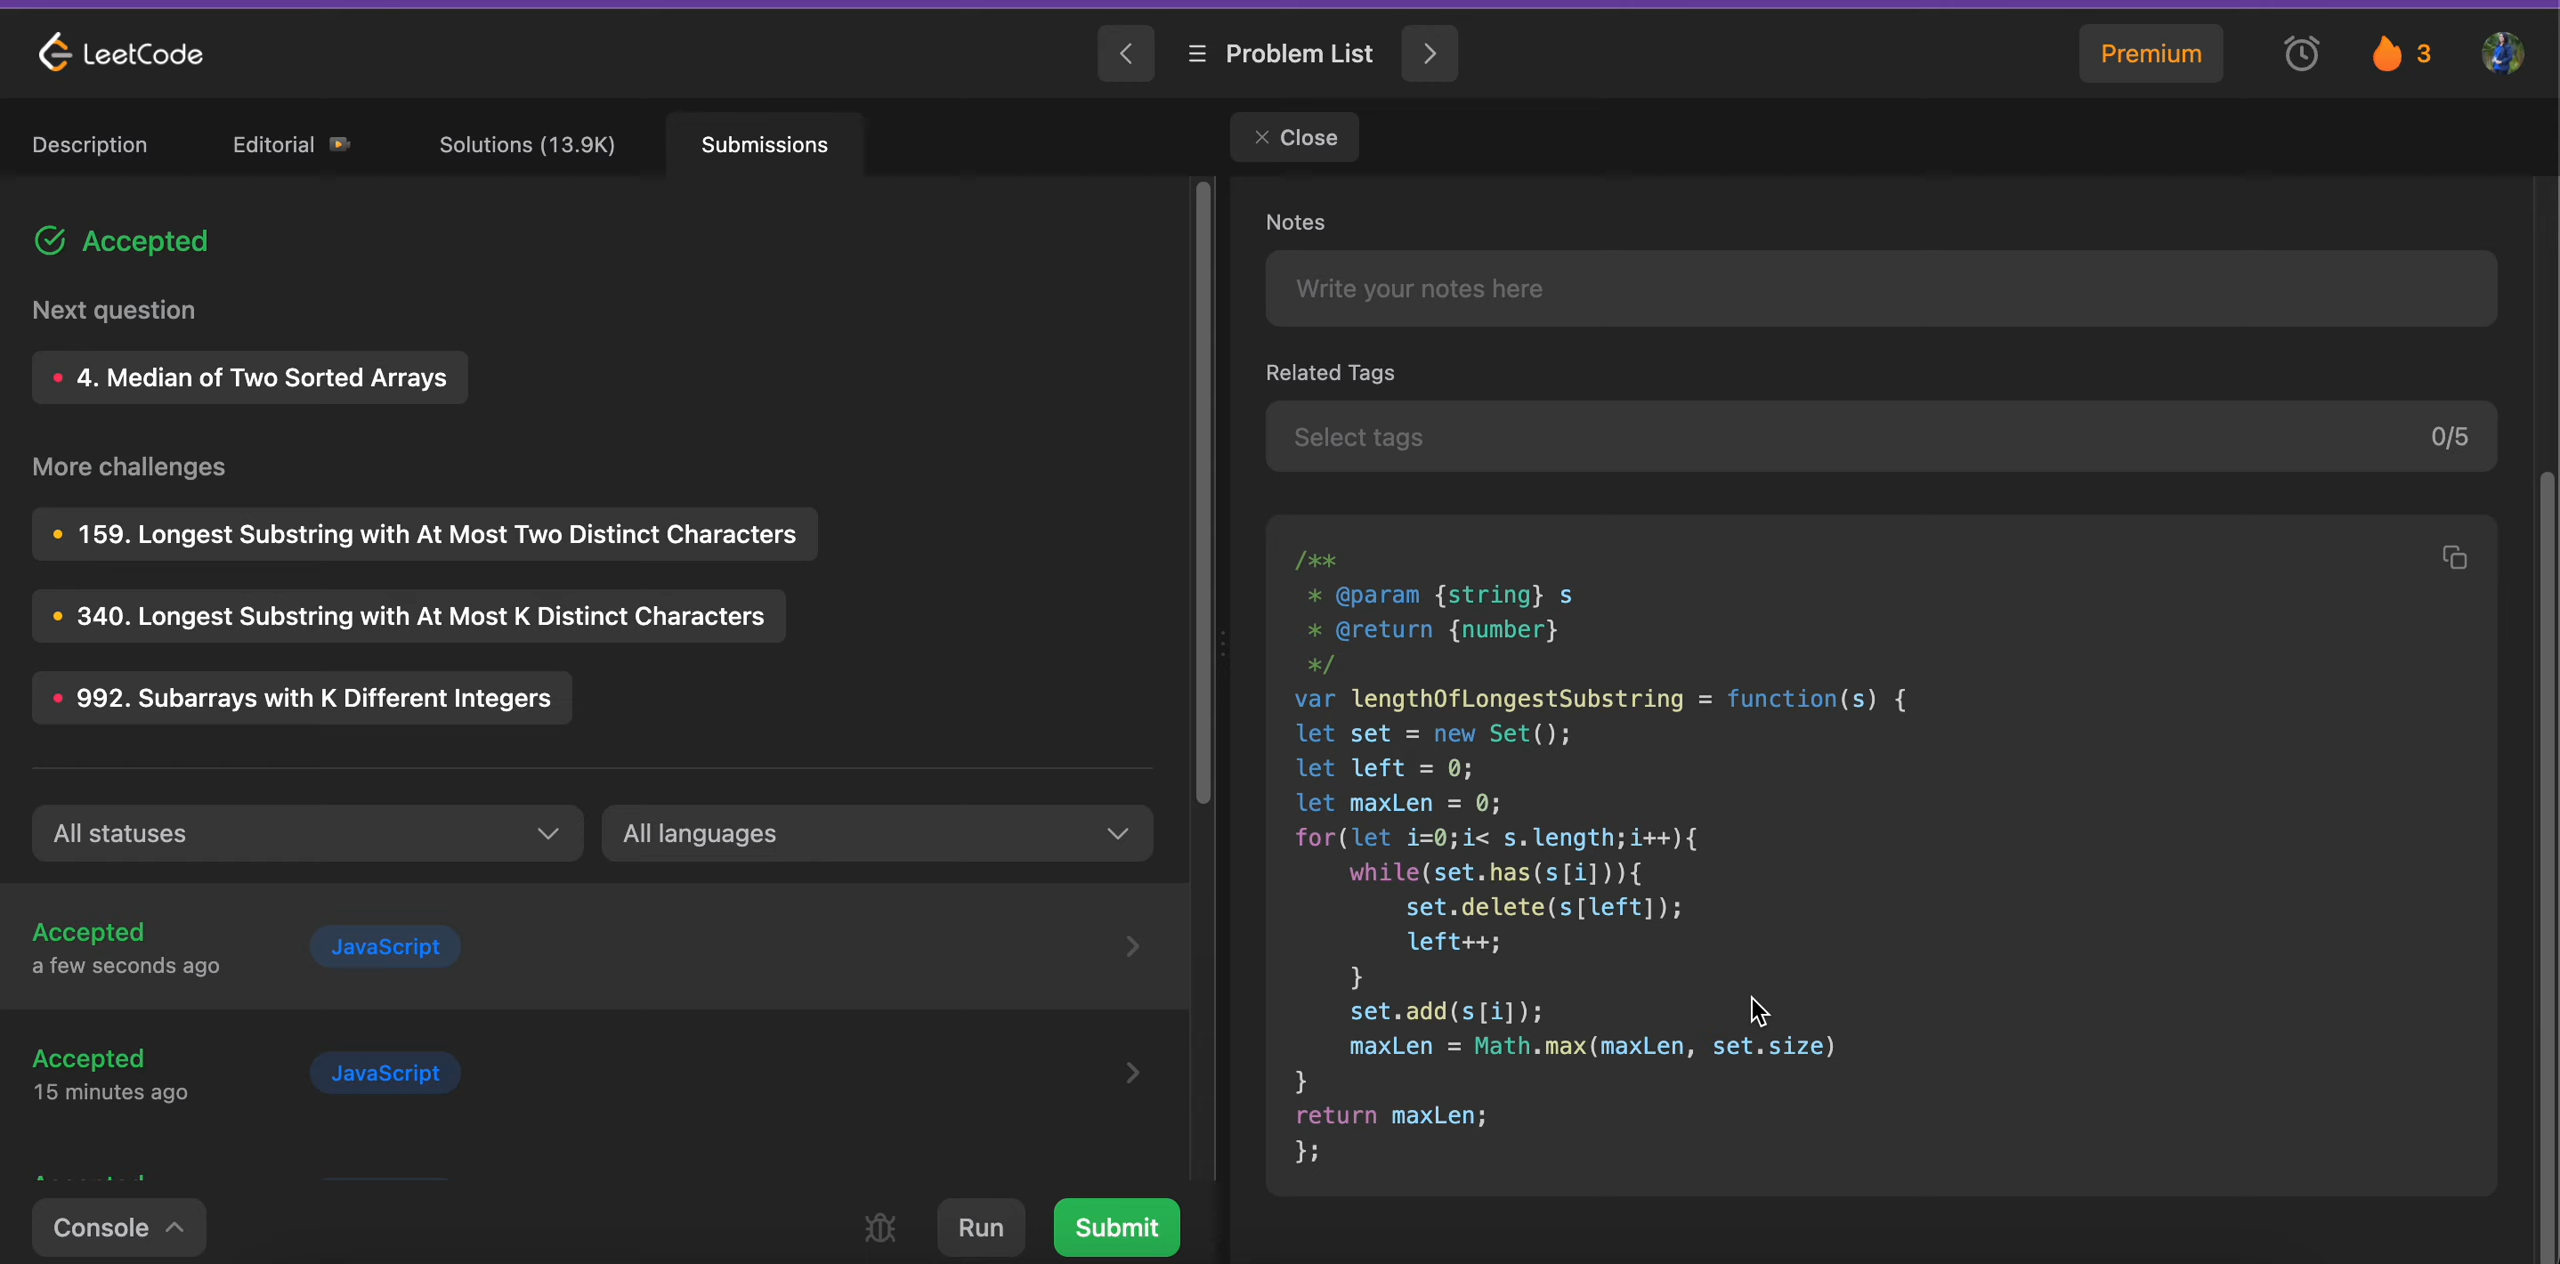 LeetCode
Problem List
Premium
3
Description
Editorial
Solutions (13.9K)
Submissions
Close
Accepted
Next question
4. Median of Two Sorted Arrays
More challenges
159. Longest Substring with At Most Two Distinct Characters
340. Longest Substring with At Most K Distinct Characters
992. Subarrays with K Different Integers
All statuses
All languages
Accepted
a few seconds ago
JavaScript
Accepted
15 minutes ago
JavaScript
Console
Run
Submit
Notes
Write your notes here
Related Tags
Select tags
0/5
/**
 * @param {string} s
 * @return {number}
 */
var lengthOfLongestSubstring = function(s) {
let set = new Set();
let left = 0;
let maxLen = 0;
for(let i=0;i< s.length;i++){
    while(set.has(s[i])){
        set.delete(s[left]);
        left++;
    }
    set.add(s[i]);
    maxLen = Math.max(maxLen, set.size)
}
return maxLen;
};